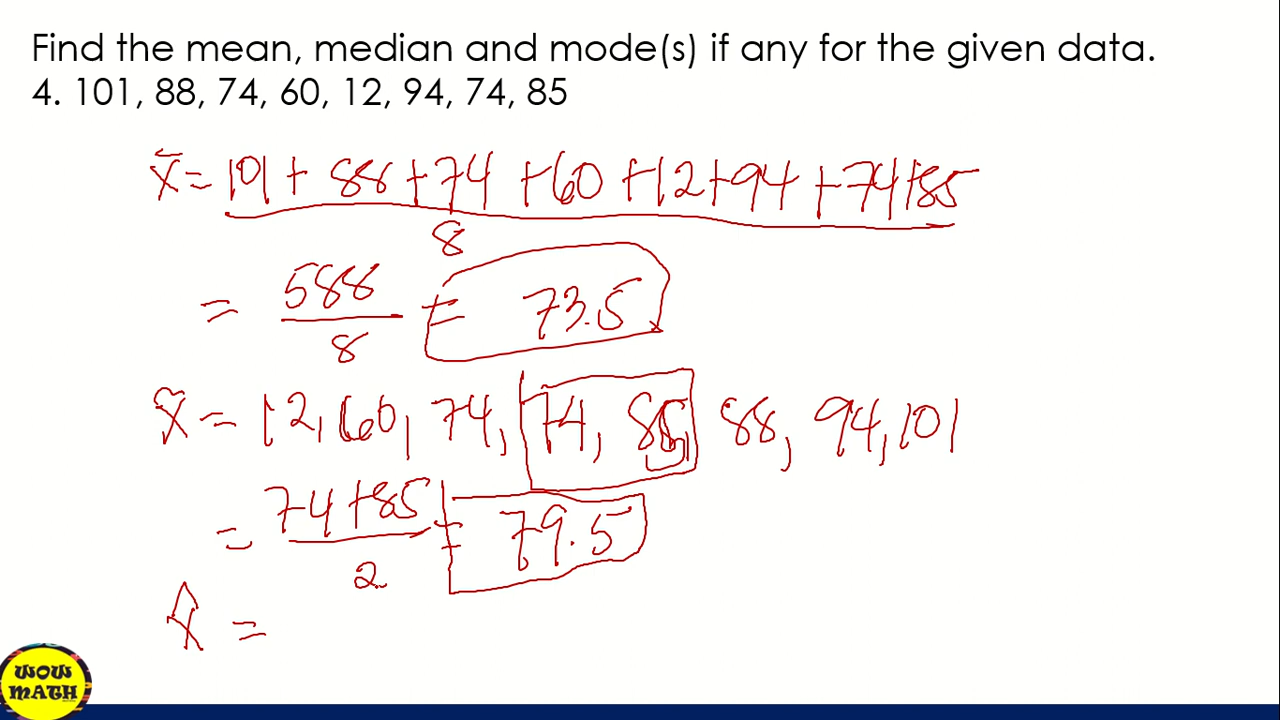 Find the mean, median and mode(s) if any for the given data.
4. 101, 88, 74, 60, 12, 94, 74, 85
x̄ = 101 + 88 + 74 + 60 + 12 + 94 + 74 + 85
8
= 588 / 8 = 73.5
x̃ = 12, 60, 74, 74, 85, 88, 94, 101
= 74 + 85 / 2 = 79.5
x̂ =
WOW
MATH